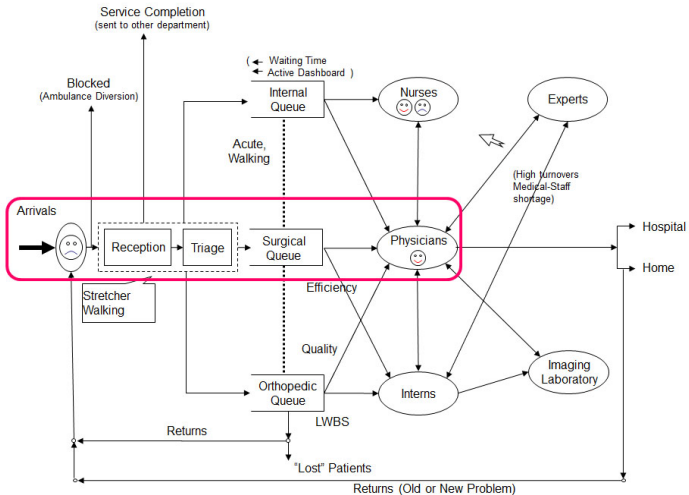 Service Completion
(sent to other department)
( Waiting Time
Active Dashboard )
Blocked
(Ambulance Diversion)
Internal
Queue
Nurses
Experts
Acute,
Walking
(High turnovers
Medical-Staff
shortage)
Arrivals
Reception
Triage
Surgical
Queue
Physicians
Hospital
Home
Stretcher
Walking
Efficiency
Quality
Imaging
Laboratory
Orthopedic
Queue
Interns
LWBS
Returns
"Lost" Patients
Returns (Old or New Problem)